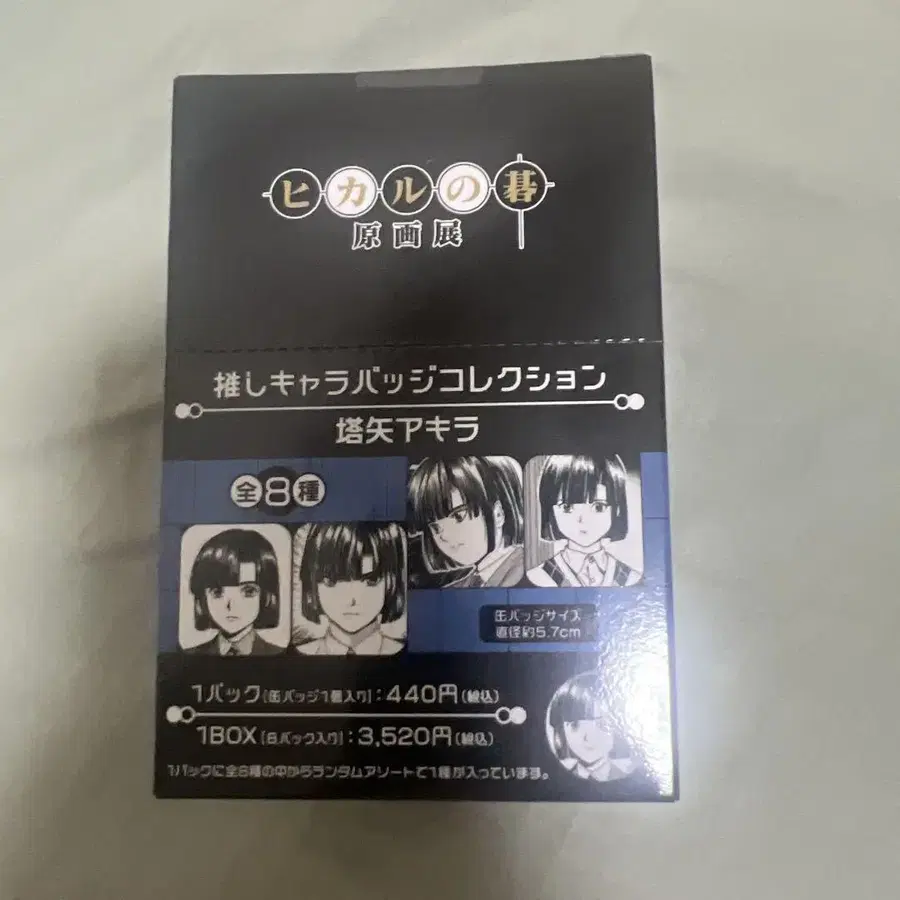 ヒカルの碁
原画展
推しキャラバッジコレクション
塔矢アキラ
全8種
缶バッジサイズ
直径約5.7cm
1パック[缶バッジ1個入り]:440円(税込)
1BOX[8パック入り]:3,520円(税込)
1パックに全8種の中からランダムアソートで1種が入っています。